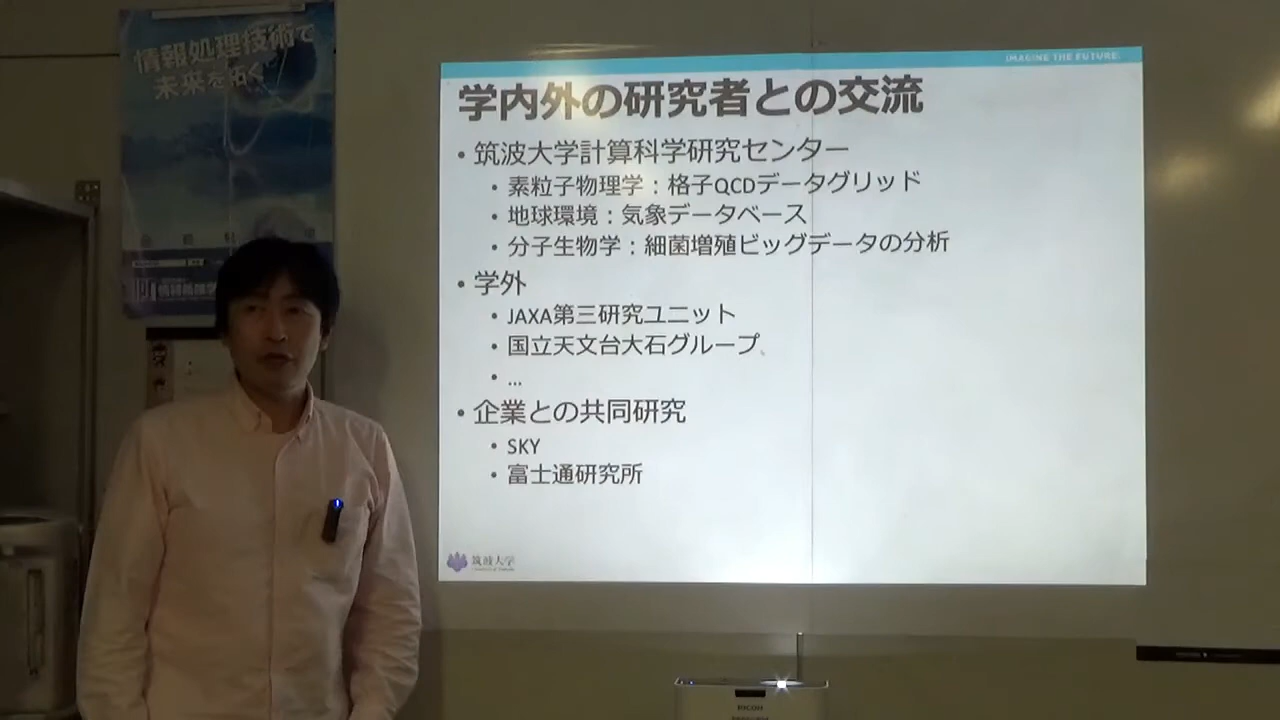 情報処理技術で
未来を拓く
IMAGINE THE FUTURE.
学内外の研究者との交流
• 筑波大学計算科学研究センター
• 素粒子物理学：格子QCDデータグリッド
• 地球環境：気象データベース
• 分子生物学：細菌増殖ビッグデータの分析
• 学外
• JAXA第三研究ユニット
• 国立天文台大石グループ
• ...
• 企業との共同研究
• SKY
• 富士通研究所
筑波大学
RICOH